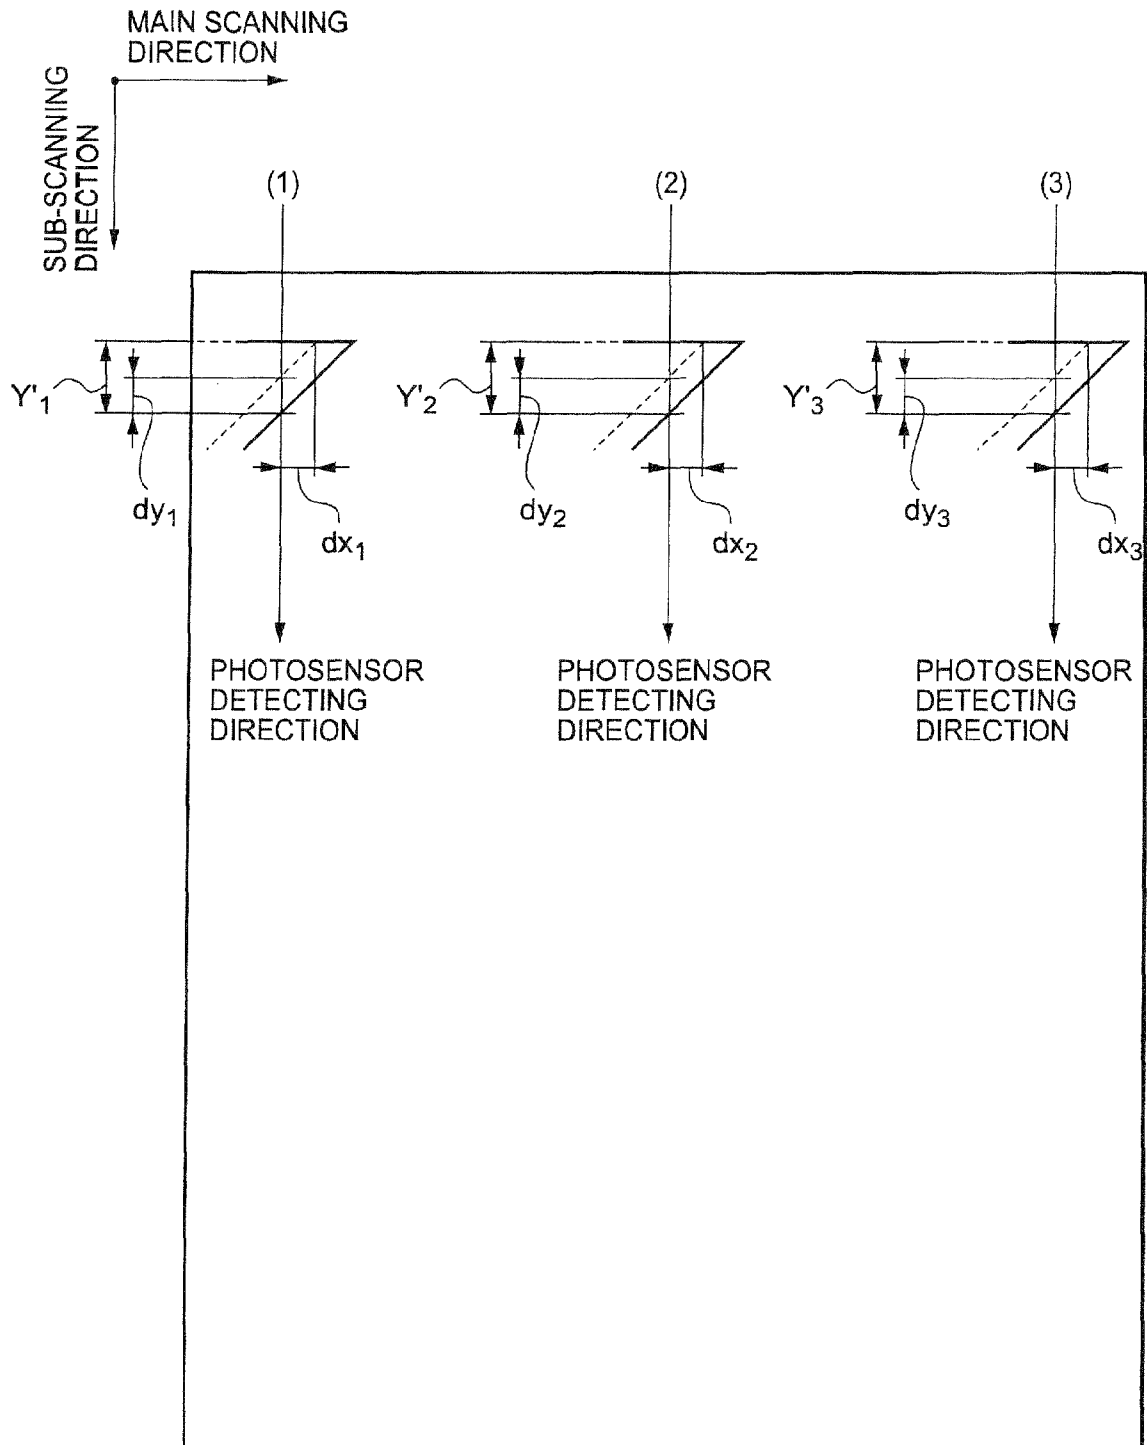 MAIN SCANNING
DIRECTION
SUB-SCANNING
DIRECTION
(1)
(2)
(3)
Y'1
Y'2
Y'3
dy1
dx1
dy2
dx2
dy3
dx3
PHOTOSENSOR
DETECTING
DIRECTION
PHOTOSENSOR
DETECTING
DIRECTION
PHOTOSENSOR
DETECTING
DIRECTION